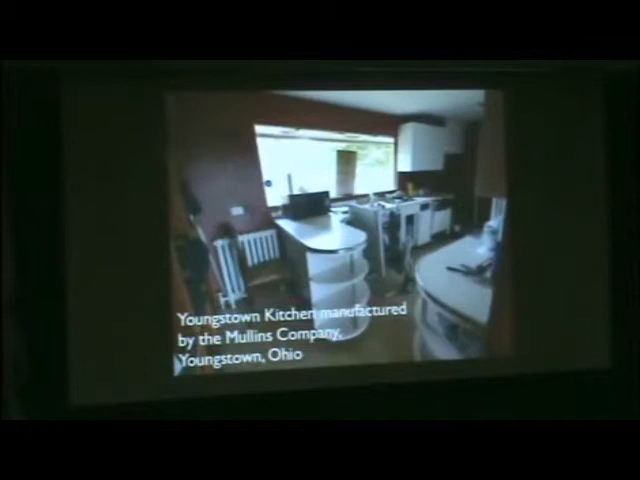 Youngstown Kitchen manufactured
by the Mullins Company,
Youngstown, Ohio